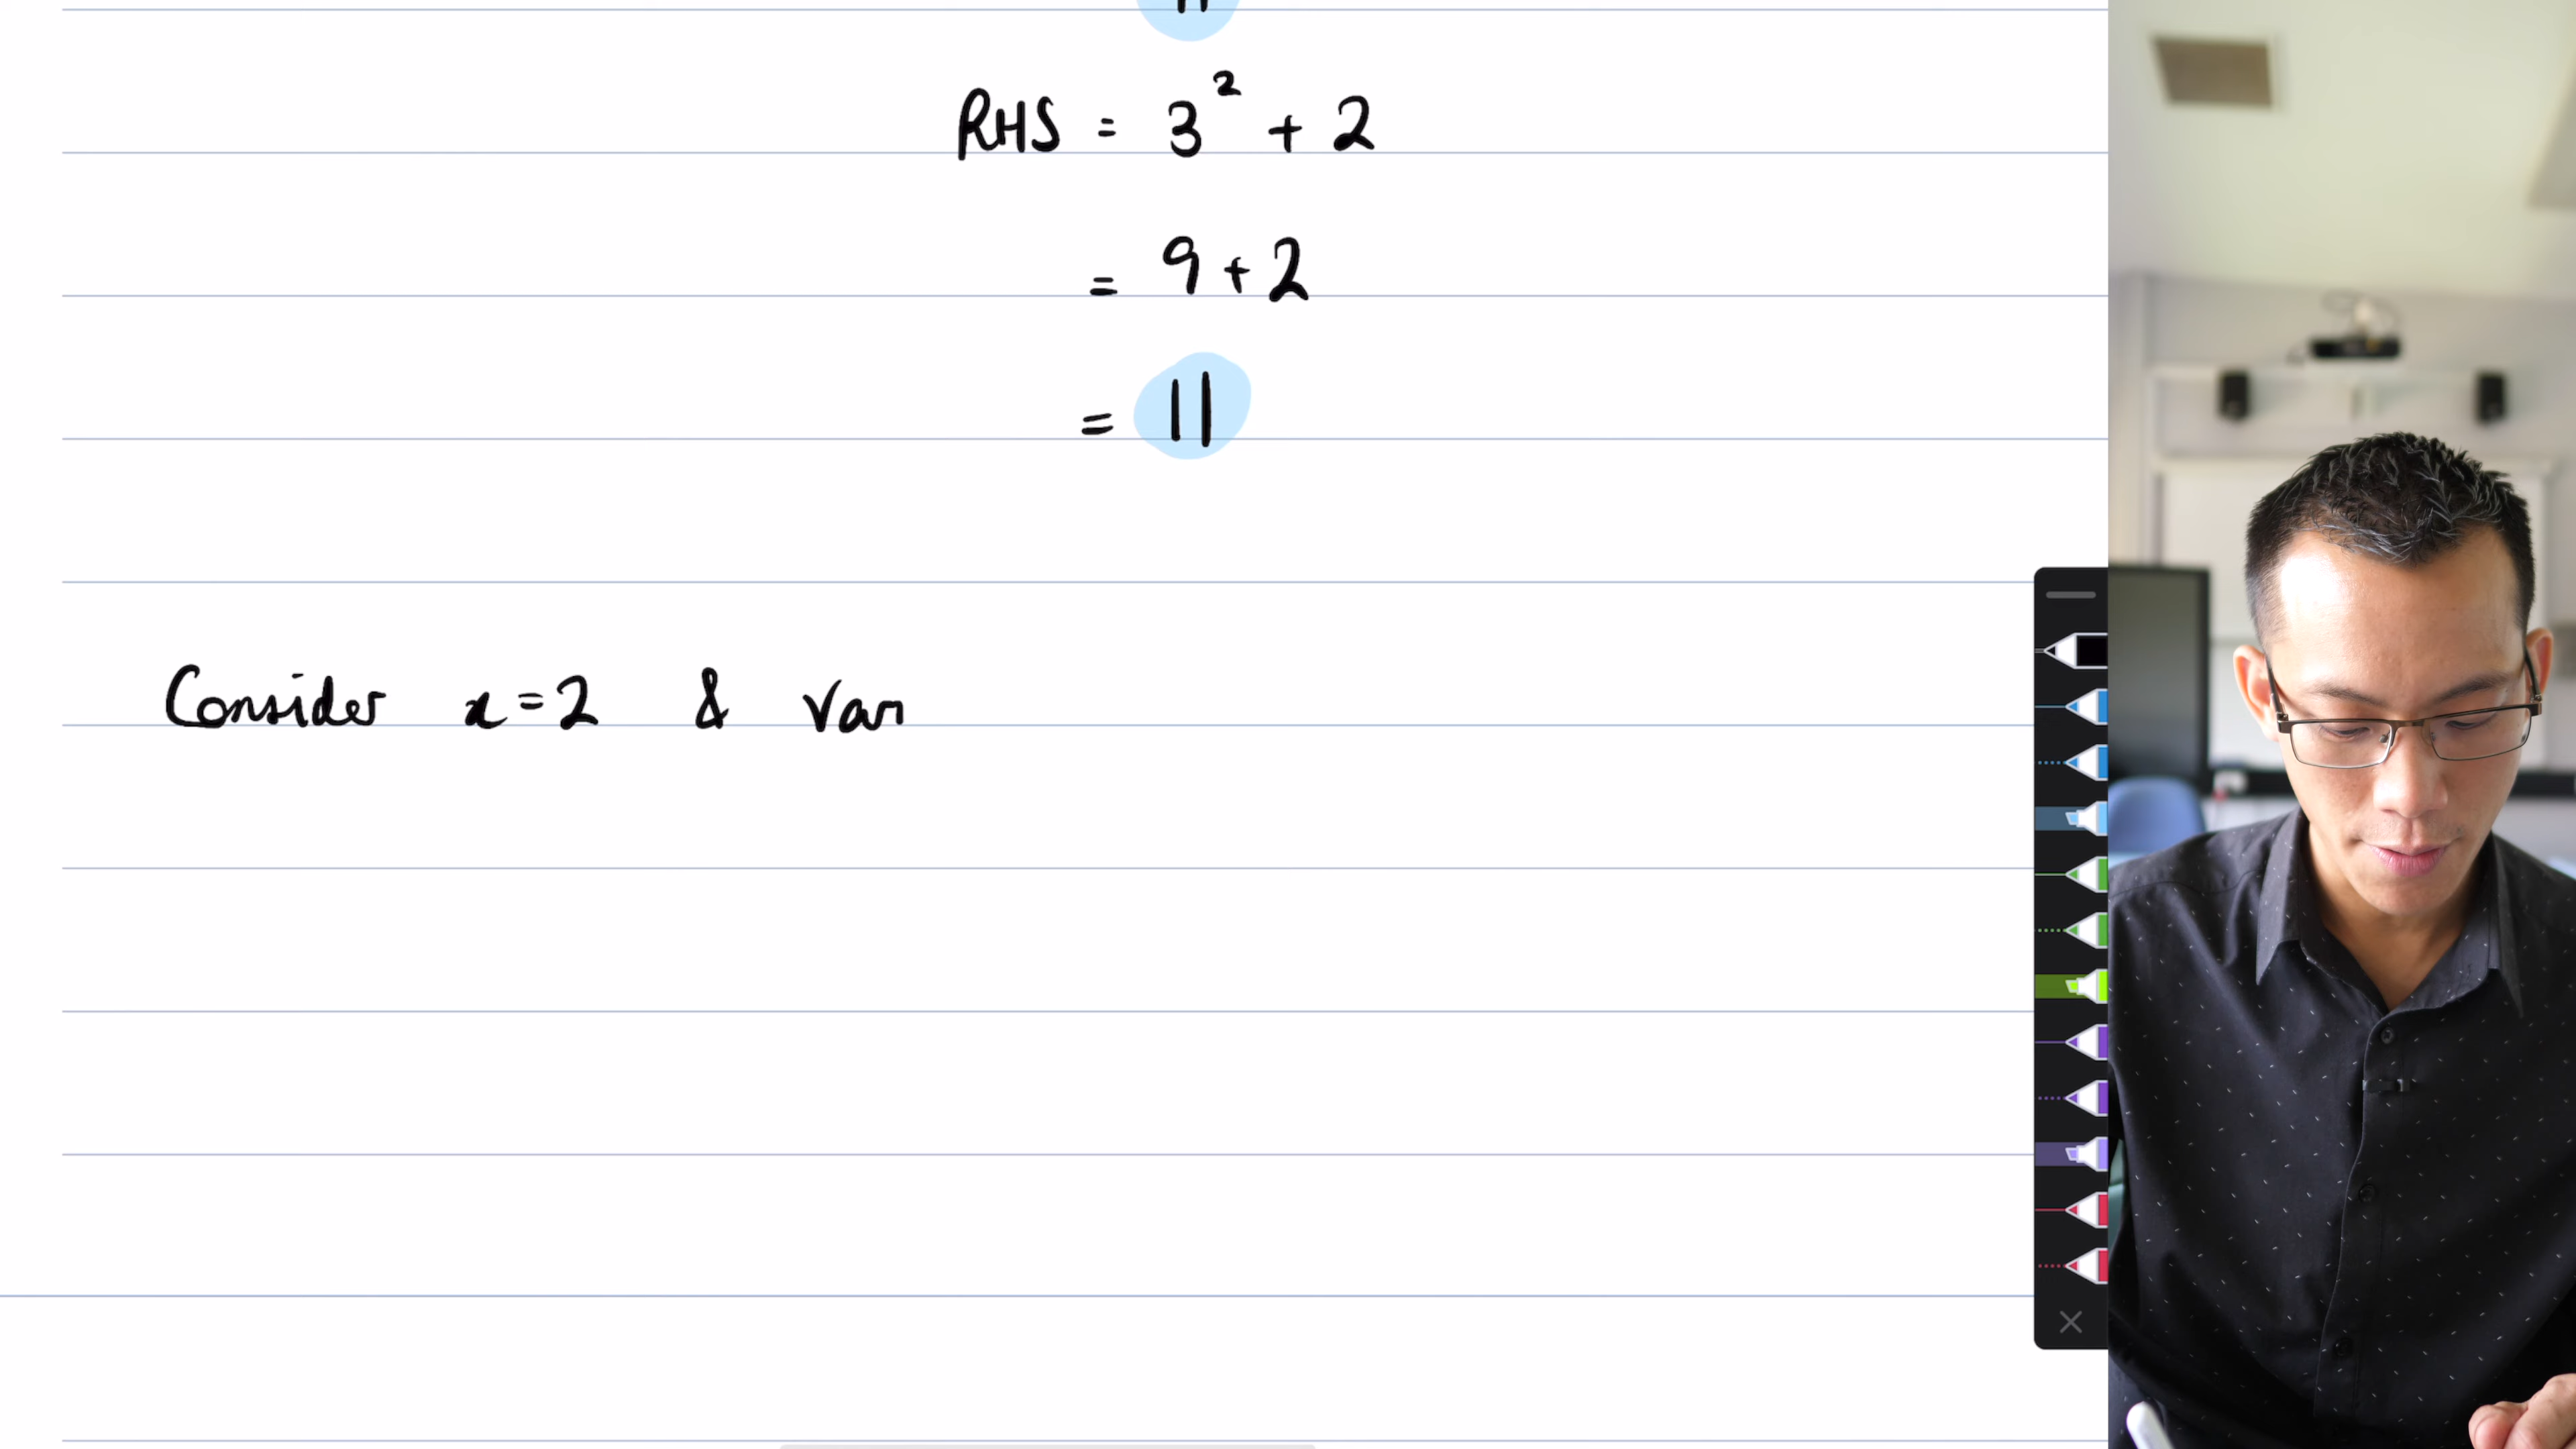 RHS = 3² + 2
= 9 + 2
= 11
Consider x = 2 & Var